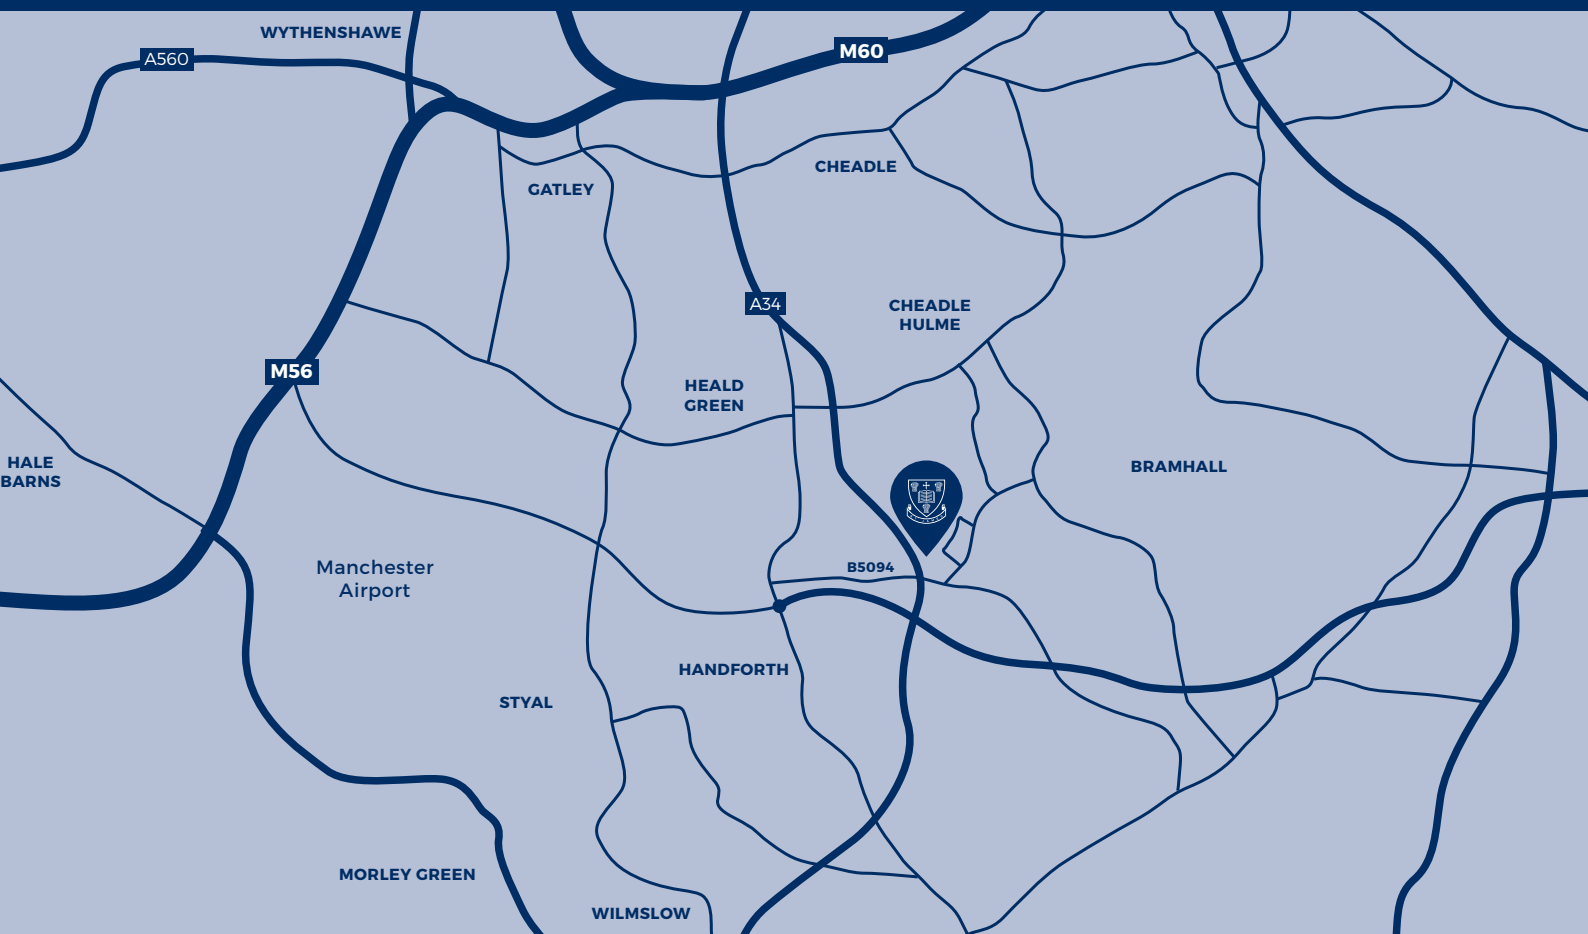 WYTHENSHAWE
A560
M60
CHEADLE
GATLEY
A34
CHEADLE
HULME
M56
HEALD
GREEN
HALE
BARNS
BRAMHALL
Manchester
Airport
B5094
HANDFORTH
STYAL
MORLEY GREEN
WILMSLOW